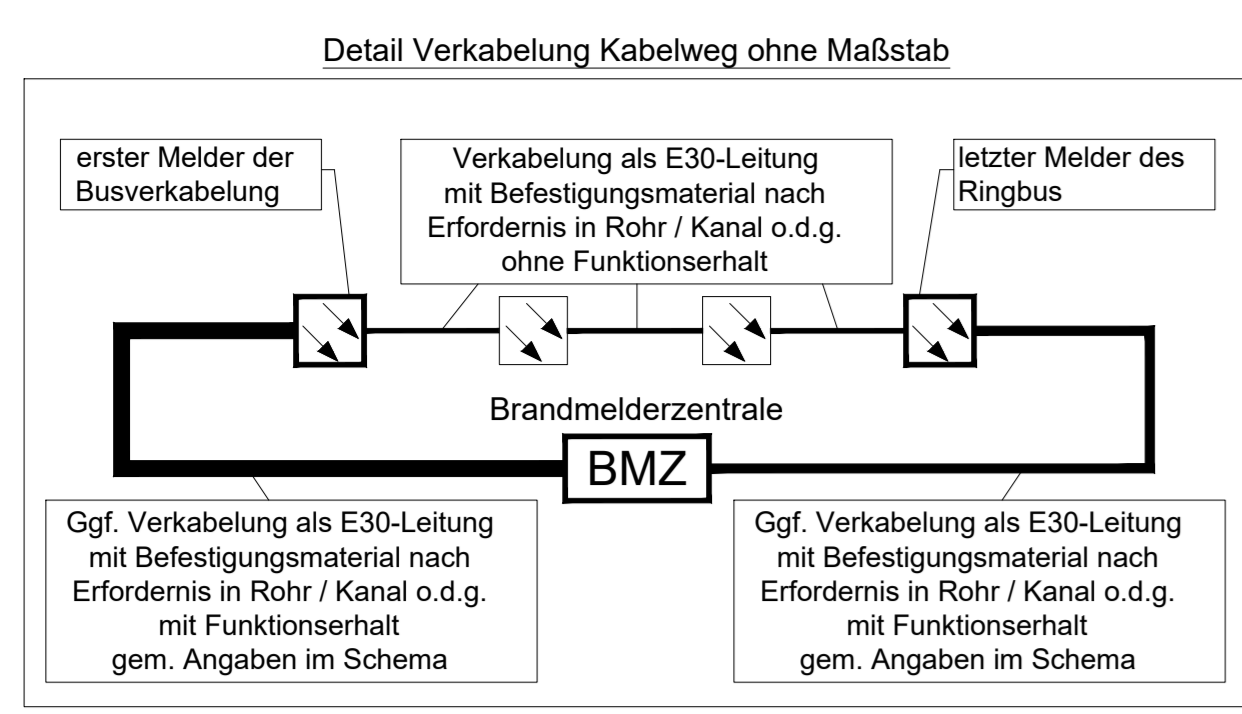 Detail Verkabelung Kabelweg ohne Maßstab
erster Melder der
Busverkabelung
Verkabelung als E30-Leitung
mit Befestigungsmaterial nach
Erfordernis in Rohr / Kanal o.d.g.
ohne Funktionserhalt
letzter Melder des
Ringbus
Brandmelderzentrale
BMZ
Ggf. Verkabelung als E30-Leitung
mit Befestigungsmaterial nach
Erfordernis in Rohr / Kanal o.d.g.
mit Funktionserhalt
gem. Angaben im Schema
Ggf. Verkabelung als E30-Leitung
mit Befestigungsmaterial nach
Erfordernis in Rohr / Kanal o.d.g.
mit Funktionserhalt
gem. Angaben im Schema